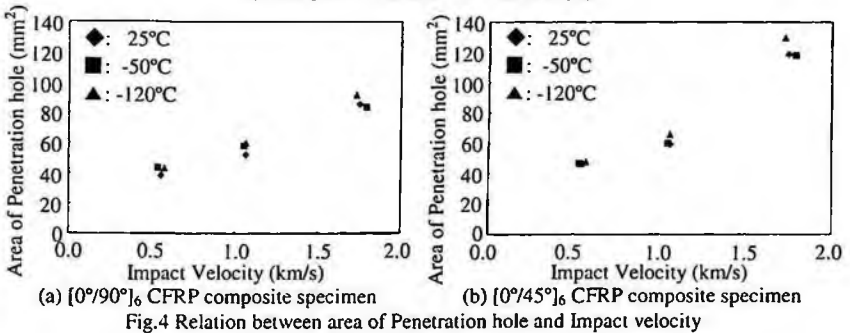 Area of Penetration hole (mm²)
140
120
100
80
60
40
20
0
◆: 25°C
■: -50°C
▲: -120°C
0.0 0.5 1.0 1.5 2.0
Impact Velocity (km/s)
(a) [0°/90°]₆ CFRP composite specimen
Area of Penetration hole (mm²)
140
120
100
80
60
40
20
0
◆: 25°C
■: -50°C
▲: -120°C
0.0 0.5 1.0 1.5 2.0
Impact Velocity (km/s)
(b) [0°/45°]₆ CFRP composite specimen
Fig.4 Relation between area of Penetration hole and Impact velocity